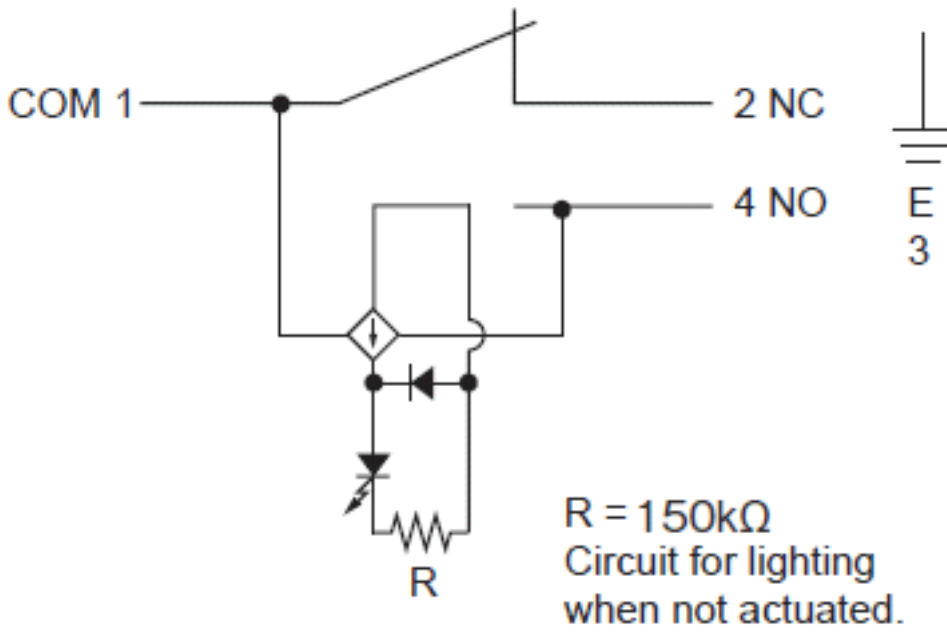 COM 1
2 NC
4 NO
E
3
R
R = 150kΩ
Circuit for lighting
when not actuated.